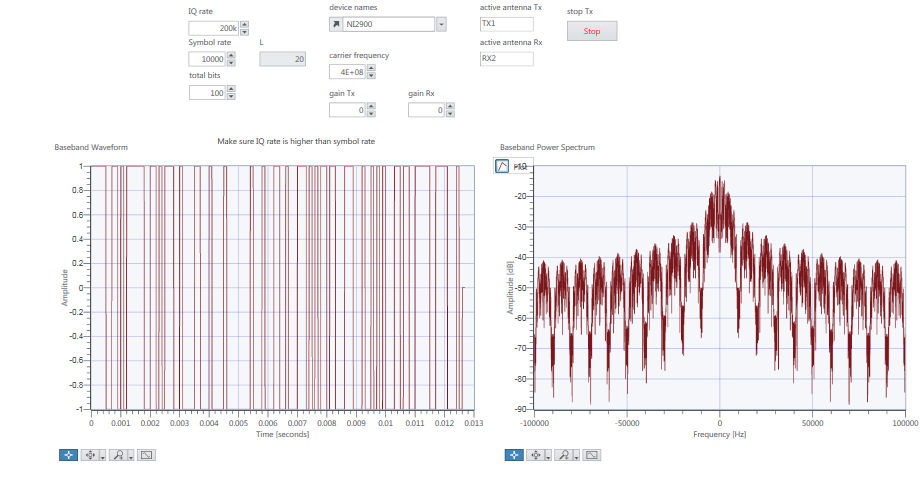 IQ rate
200k
Symbol rate
10000
L
20
total bits
100
device names
NI2900
carrier frequency
4E+08
gain Tx
0
gain Rx
0
active antenna Tx
TX1
active antenna Rx
RX2
stop Tx
Stop
Make sure IQ rate is higher than symbol rate
Baseband Waveform
Amplitude
1
0.8
0.6
0.4
0.2
0
-0.2
-0.4
-0.6
-0.8
-1
0 0.001 0.002 0.003 0.004 0.005 0.006 0.007 0.008 0.009 0.01 0.011 0.012 0.013
Time [seconds]
Baseband Power Spectrum
Amplitude [dB]
-10
-20
-30
-40
-50
-60
-70
-80
-90
-100000 -50000 0 50000 100000
Frequency [Hz]